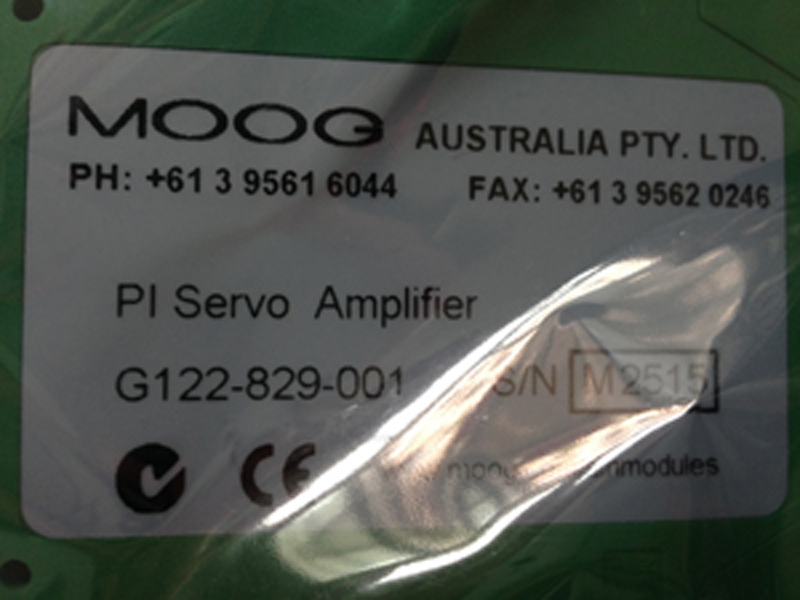 MOOG AUSTRALIA PTY. LTD.
PH: +61 3 9561 6044 FAX: +61 3 9562 0246
PI Servo Amplifier
G122-829-001 S/N M2515
CE